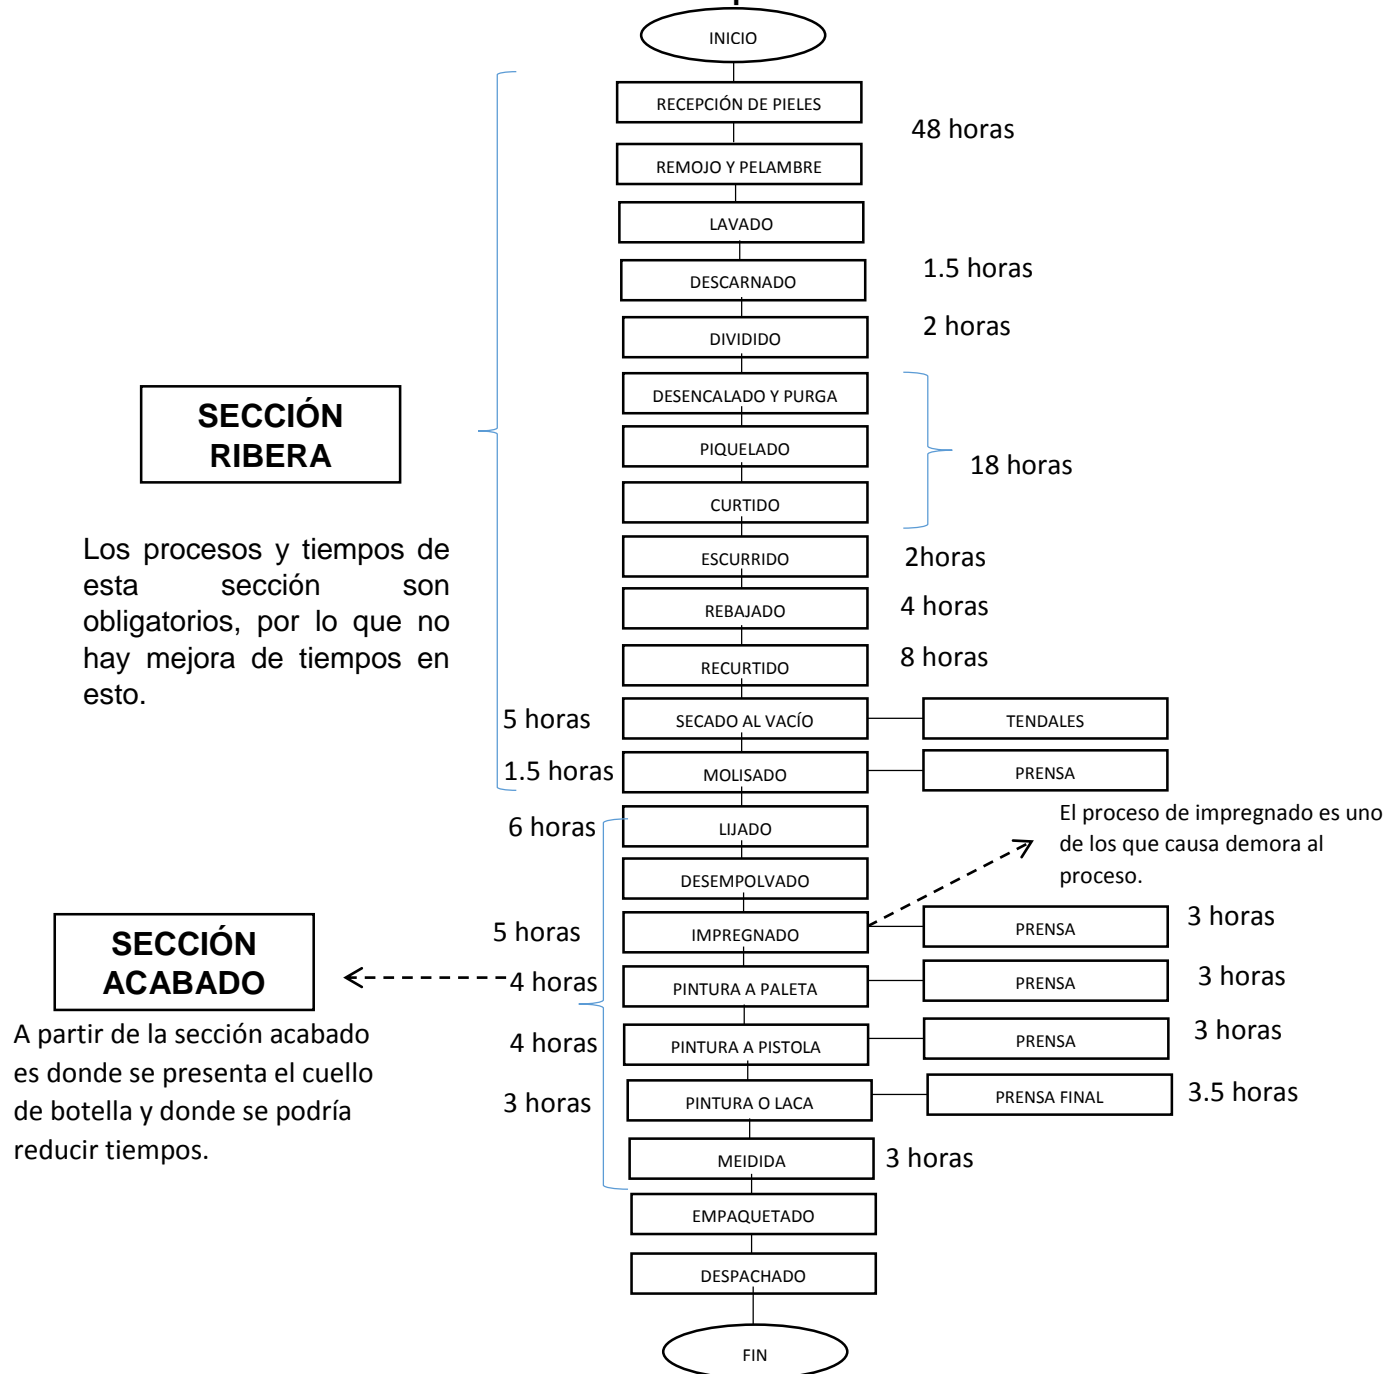 INICIO
RECEPCIÓN DE PIELES
48 horas
REMOJO Y PELAMBRE
LAVADO
DESCARNADO
1.5 horas
DIVIDIDO
2 horas
SECCIÓN
RIBERA
DESENCALADO Y PURGA
PIQUELADO
18 horas
CURTIDO
Los procesos y tiempos de
esta sección son
obligatorios, por lo que no
hay mejora de tiempos en
esto.
ESCURRIDO
2horas
REBAJADO
4 horas
RECURTIDO
8 horas
5 horas
SECADO AL VACÍO
TENDALES
1.5 horas
MOLISADO
PRENSA
6 horas
LIJADO
El proceso de impregnado es uno
de los que causa demora al
proceso.
DESEMPOLVADO
SECCIÓN
ACABADO
5 horas
IMPREGNADO
PRENSA
3 horas
4 horas
PINTURA A PALETA
PRENSA
3 horas
A partir de la sección acabado
es donde se presenta el cuello
de botella y donde se podría
reducir tiempos.
4 horas
PINTURA A PISTOLA
PRENSA
3 horas
3 horas
PINTURA O LACA
PRENSA FINAL
3.5 horas
MEIDIDA
3 horas
EMPAQUETADO
DESPACHADO
FIN